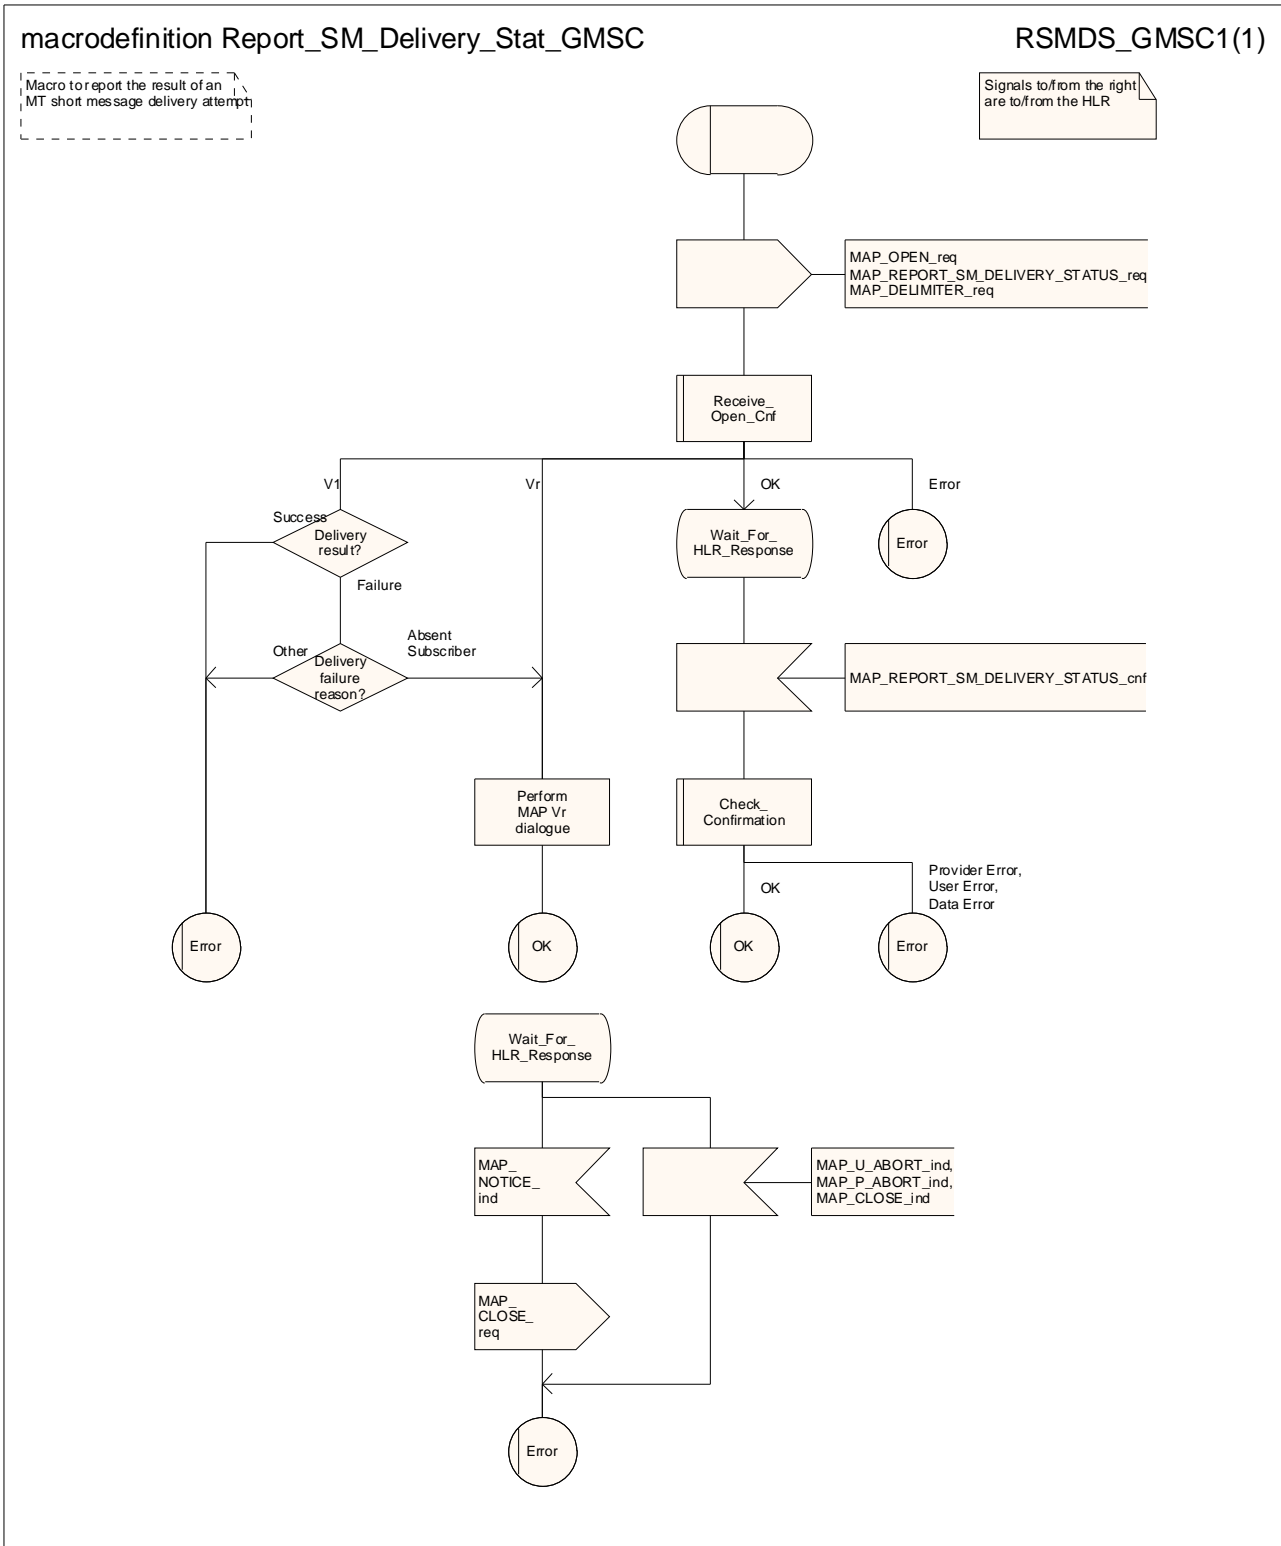 macrodefinition Report_SM_Delivery_Stat_GMSC
RSMDS_GMSC1(1)
Macro to report the result of an
MT short message delivery attempt
Signals to/from the right
are to/from the HLR
MAP_OPEN_req
MAP_REPORT_SM_DELIVERY_STATUS_req
MAP_DELIMITER_req
Receive_
Open_Cnf
V1
Vr
OK
Error
Success
Delivery
result?
Wait_For_
HLR_Response
Error
Failure
Other
Absent
Subscriber
Delivery
failure
reason?
MAP_REPORT_SM_DELIVERY_STATUS_cnf
Perform
MAP Vr
dialogue
Check_
Confirmation
OK
Provider Error,
User Error,
Data Error
Error
OK
OK
Error
Wait_For_
HLR_Response
MAP_
NOTICE_
ind
MAP_U_ABORT_ind,
MAP_P_ABORT_ind,
MAP_CLOSE_ind
MAP_
CLOSE_
req
Error